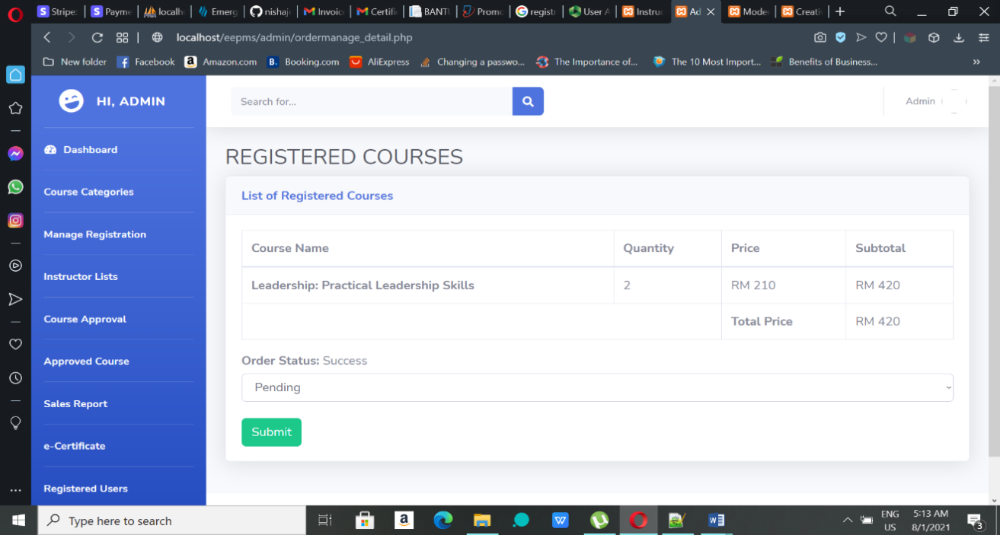 Stripe: Payme localh Emerg nishaj Invoic Certifi BANTU Promo registr User A Instruc Ad Mode Creativ
localhost/eepms/admin/ordermanage_detail.php
New folder Facebook Amazon.com Booking.com AliExpress Changing a passwo... The Importance of... The 10 Most Import... Benefits of Business...
HI, ADMIN
Search for...
Admin
Dashboard
Course Categories
Manage Registration
Instructor Lists
Course Approval
Approved Course
Sales Report
e-Certificate
Registered Users
REGISTERED COURSES
List of Registered Courses
Course Name Quantity Price Subtotal
Leadership: Practical Leadership Skills 2 RM 210 RM 420
Total Price RM 420
Order Status: Success
Pending
Submit
Type here to search
ENG
US
5:13 AM
8/1/2021
3